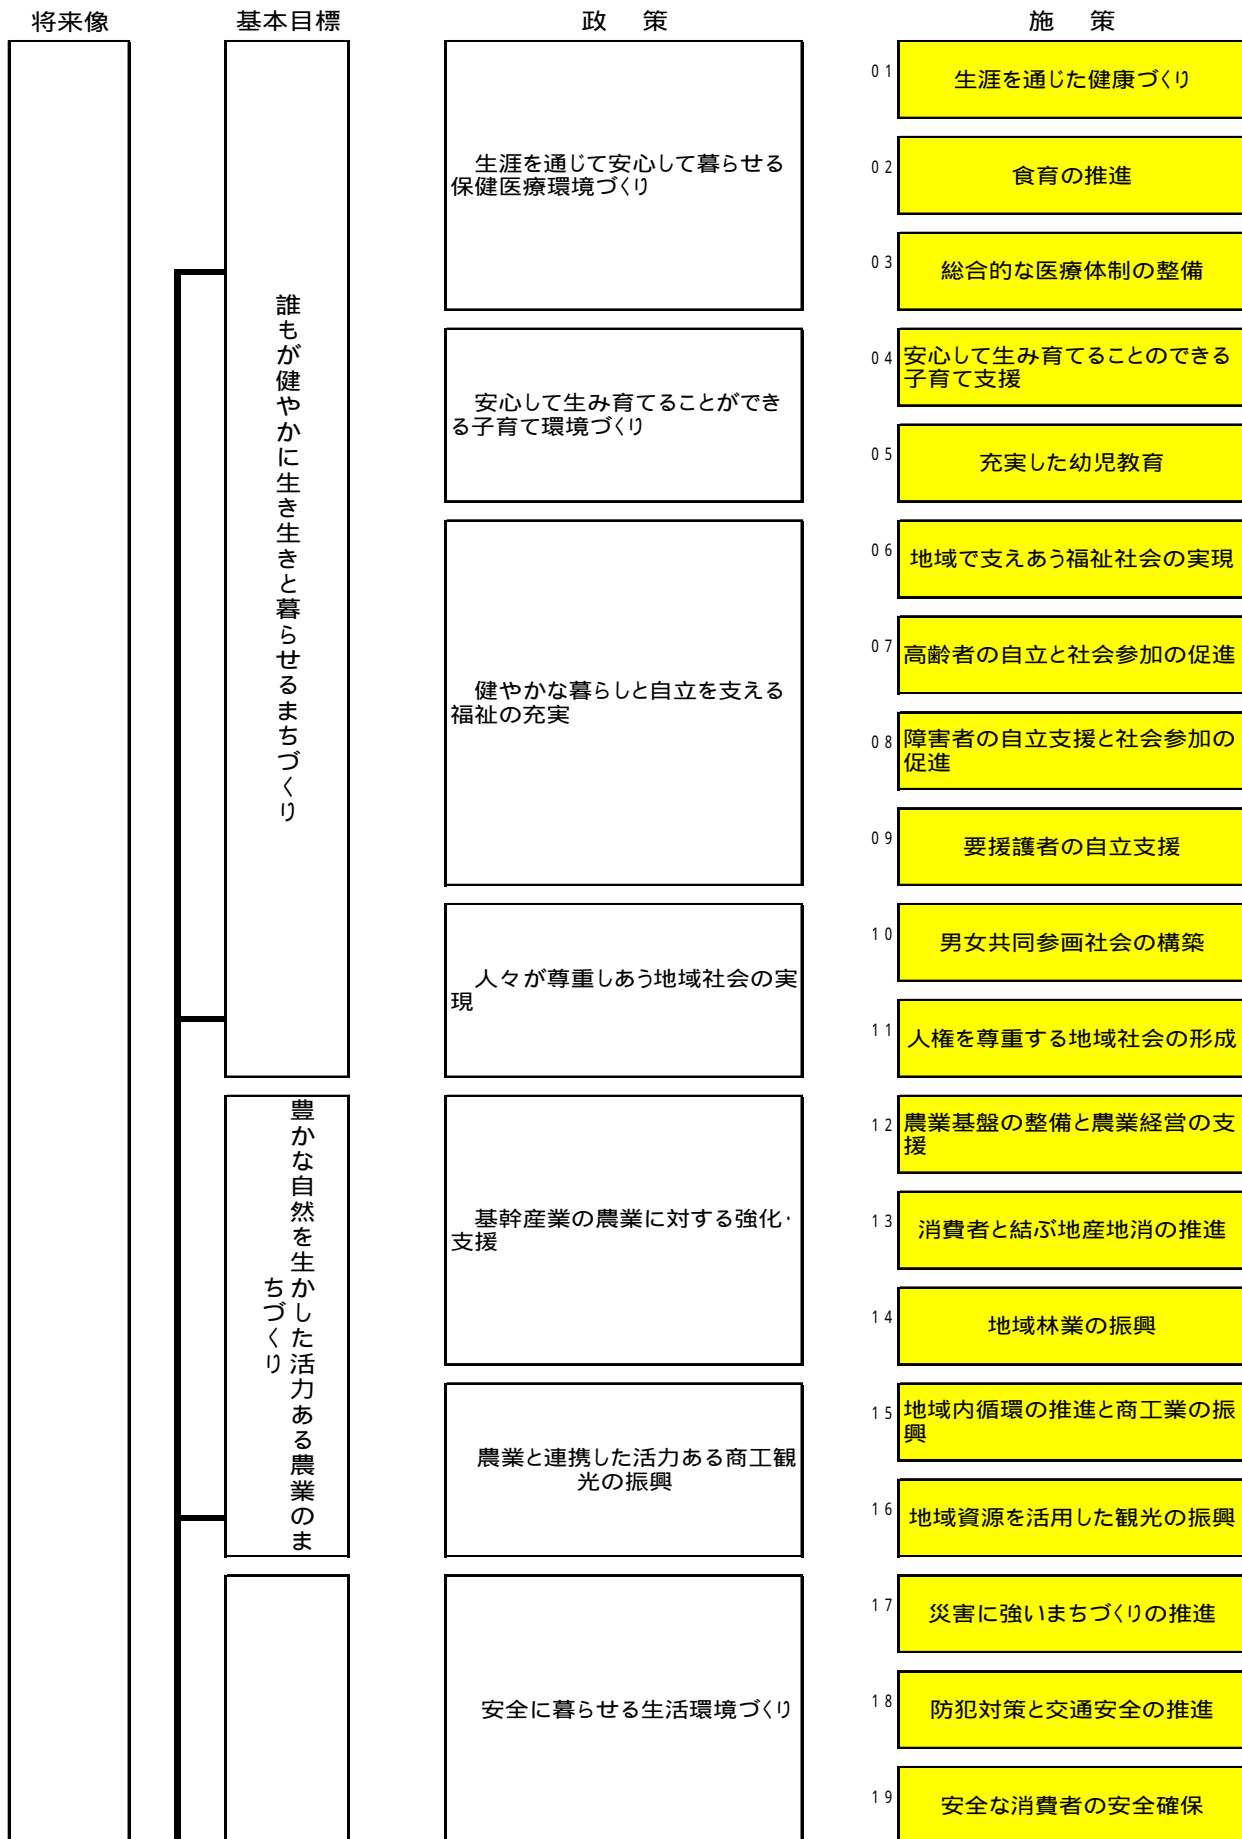 将来像 基本目標 政 策 施 策
誰もが健やかに生き生きと暮らせるまちづくり
生涯を通じて安心して暮らせる
保健医療環境づくり
01 生涯を通じた健康づくり
02 食育の推進
03 総合的な医療体制の整備
安心して生み育てることができ
る子育て環境づくり
04 安心して生み育てることのできる
子育て支援
05 充実した幼児教育
健やかな暮らしと自立を支える
福祉の充実
06 地域で支えあう福祉社会の実現
07 高齢者の自立と社会参加の促進
08 障害者の自立支援と社会参加の
促進
09 要援護者の自立支援
人々が尊重しあう地域社会の実
現
10 男女共同参画社会の構築
11 人権を尊重する地域社会の形成
豊かな自然を生かした活力ある農業のま
ちづくり
基幹産業の農業に対する強化・
支援
12 農業基盤の整備と農業経営の支
援
13 消費者と結ぶ地産地消の推進
14 地域林業の振興
農業と連携した活力ある商工観
光の振興
15 地域内循環の推進と商工業の振
興
16 地域資源を活用した観光の振興
安全に暮らせる生活環境づくり
17 災害に強いまちづくりの推進
18 防犯対策と交通安全の推進
19 安全な消費者の安全確保